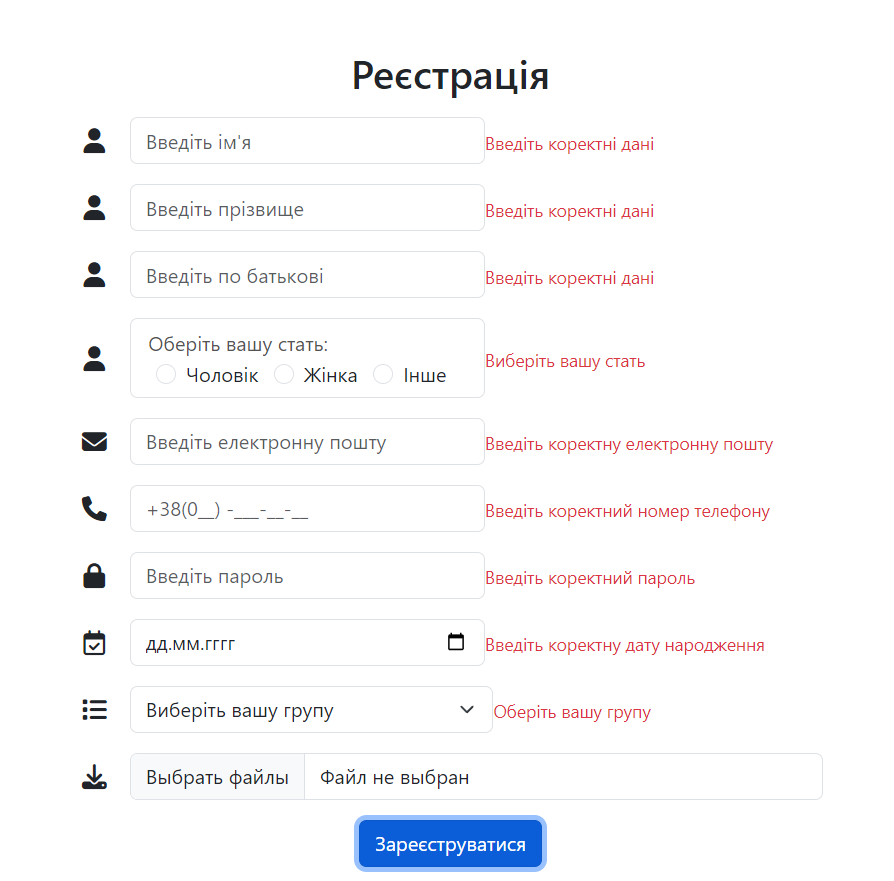 Реєстрація
Введіть ім'я Введіть коректні дані
Введіть прізвище Введіть коректні дані
Введіть по батькові Введіть коректні дані
Оберіть вашу стать:
Чоловік Жінка Інше Виберіть вашу стать
Введіть електронну пошту Введіть коректну електронну пошту
+38(0__) -___-__-__ Введіть коректний номер телефону
Введіть пароль Введіть коректний пароль
дд.мм.гггг Введіть коректну дату народження
Виберіть вашу групу Оберіть вашу групу
Выбрать файлы Файл не выбран
Зареєструватися